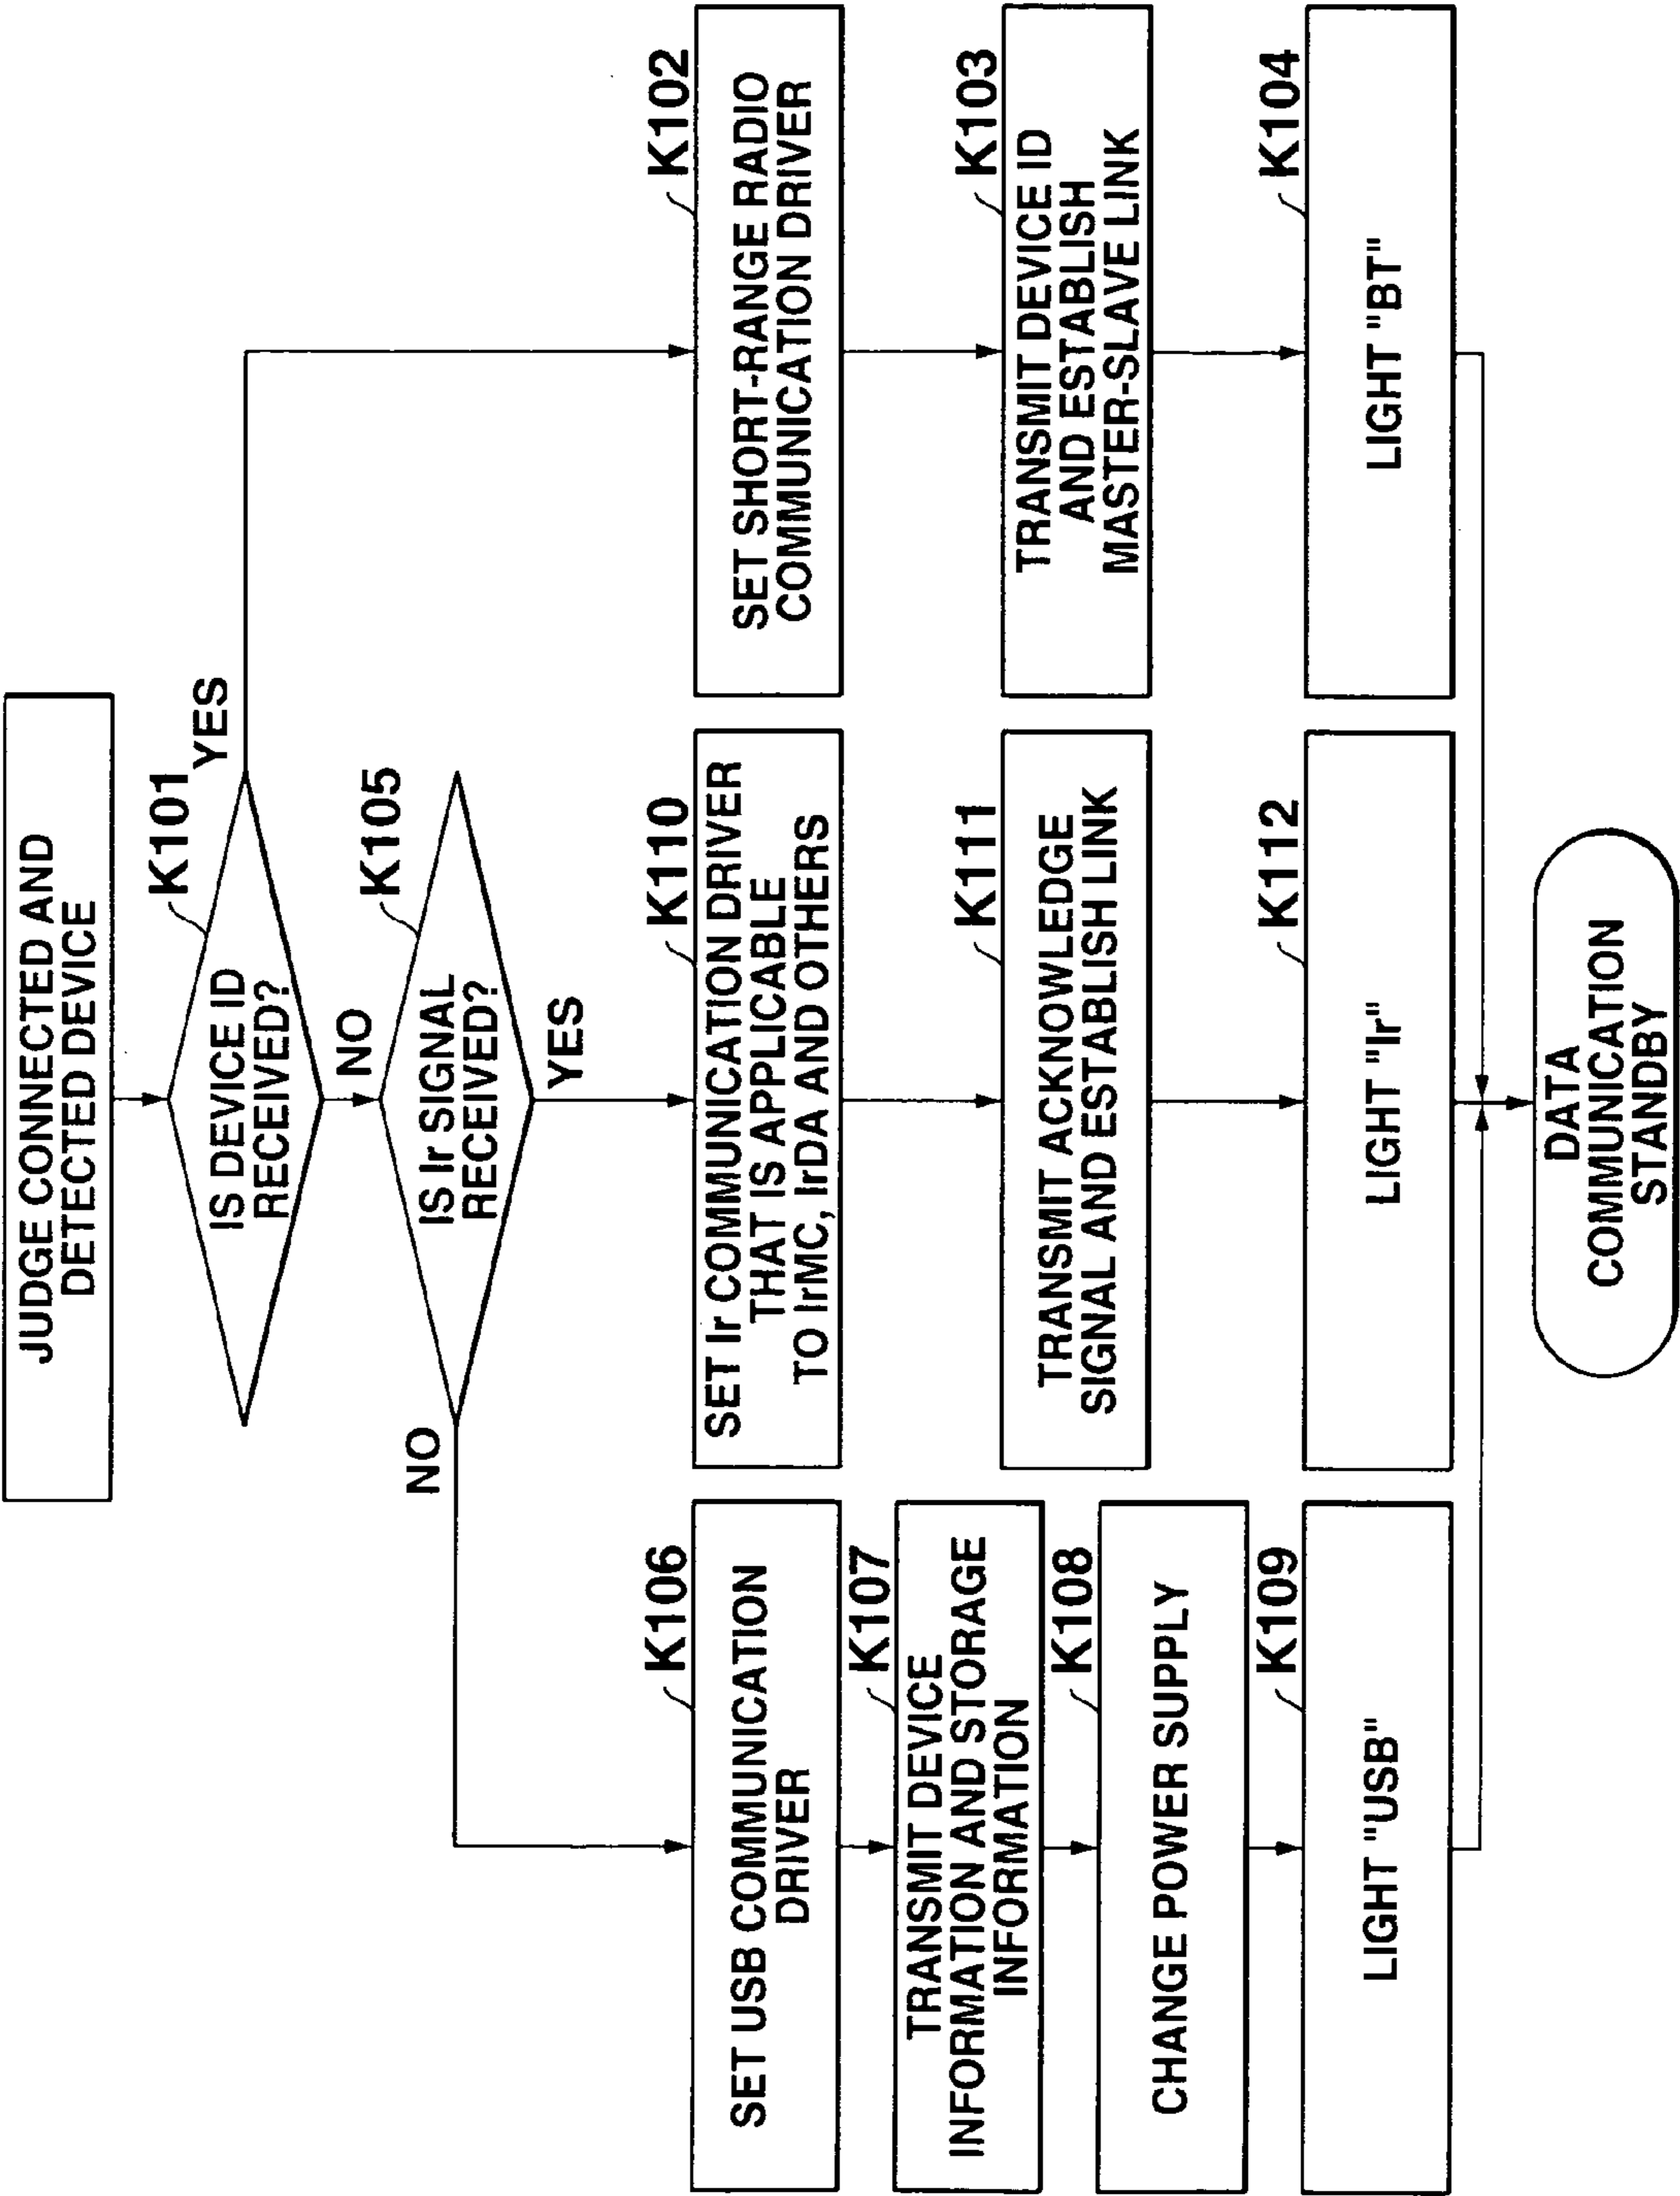 JUDGE CONNECTED AND
DETECTED DEVICE
K101
IS DEVICE ID
RECEIVED?
YES
NO
K105
IS Ir SIGNAL
RECEIVED?
NO
YES
K106
SET USB COMMUNICATION
DRIVER
K107
TRANSMIT DEVICE
INFORMATION AND STORAGE
INFORMATION
K108
CHANGE POWER SUPPLY
K109
LIGHT "USB"
K110
SET Ir COMMUNICATION DRIVER
THAT IS APPLICABLE
TO IrMC, IrDA AND OTHERS
K111
TRANSMIT ACKNOWLEDGE
SIGNAL AND ESTABLISH LINK
K112
LIGHT "Ir"
K102
SET SHORT-RANGE RADIO
COMMUNICATION DRIVER
K103
TRANSMIT DEVICE ID
AND ESTABLISH
MASTER-SLAVE LINK
K104
LIGHT "BT"
DATA
COMMUNICATION
STANDBY